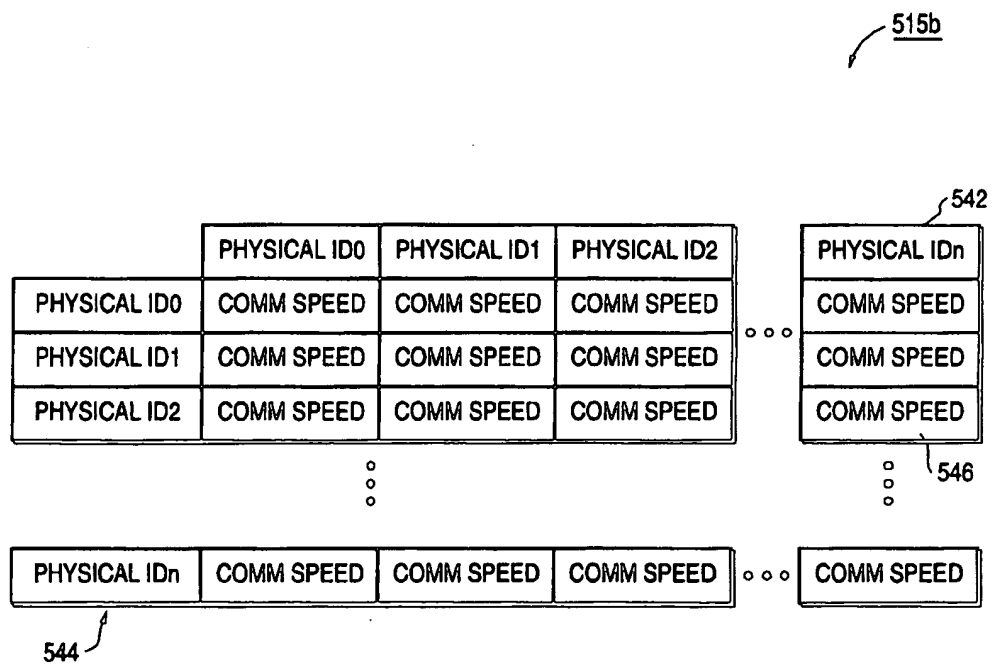 515b
542
PHYSICAL ID0 PHYSICAL ID1 PHYSICAL ID2 PHYSICAL IDn
PHYSICAL ID0 COMM SPEED COMM SPEED COMM SPEED COMM SPEED
PHYSICAL ID1 COMM SPEED COMM SPEED COMM SPEED COMM SPEED
PHYSICAL ID2 COMM SPEED COMM SPEED COMM SPEED COMM SPEED
546
PHYSICAL IDn COMM SPEED COMM SPEED COMM SPEED COMM SPEED
544